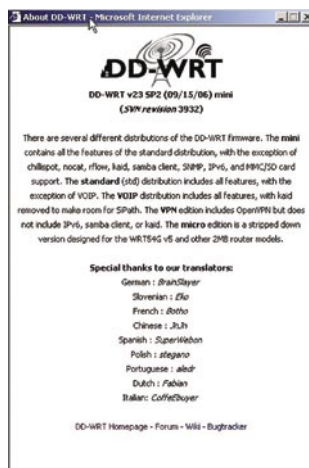 About DD-WRT - Microsoft Internet Explorer
DD-WRT
DD-WRT v23 SP2 (09/15/06) mini
(SVN revision 3932)
There are several different distributions of the DD-WRT firmware. The mini
contains all the features of the standard distribution, with the exception of
chillispot, nocat, rflow, kaid, samba client, SNMP, IPv6, and MMC/SD card
support. The standard (std) distribution includes all features, with the
exception of VOIP. The VOIP distribution includes all features, with kaid
removed to make room for SIPath. The VPN edition includes OpenVPN but does
not include IPv6, samba client, or kaid. The micro edition is a stripped down
version designed for the WRT54G v5 and other 2MB router models.
Special thanks to our translators:
German : BrainSlayer
Slovenian : Eko
French : Botho
Chinese : JnJn
Spanish : SuperWebon
Polish : stegano
Portuguese : aledr
Dutch : Fabian
Italian: CoffeEbuyer
DD-WRT Homepage - Forum - Wiki - Bugtracker